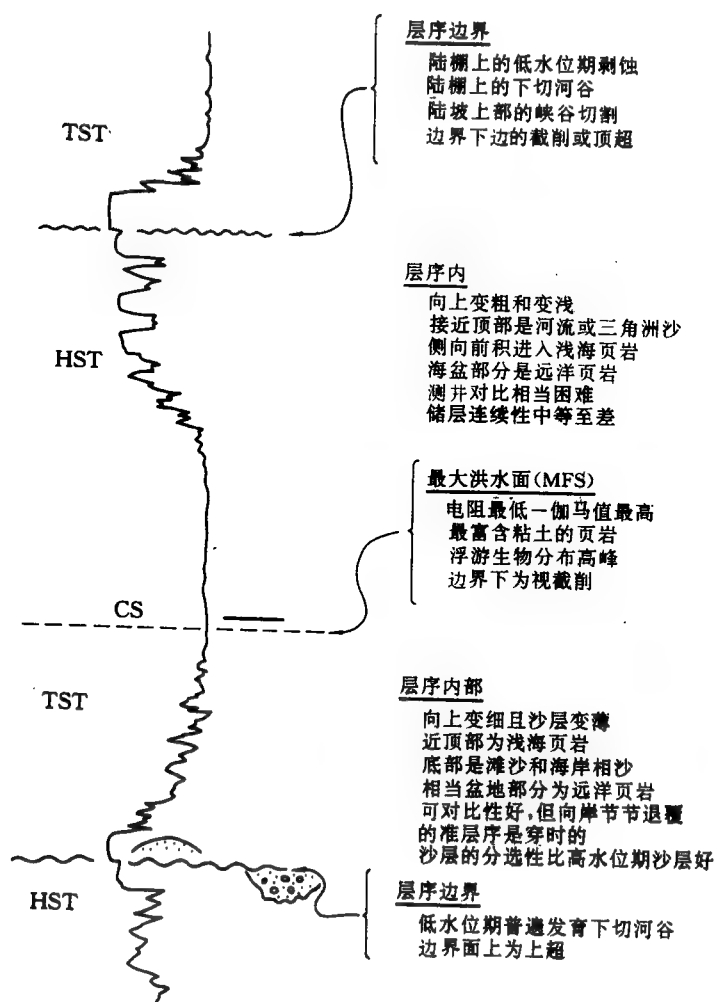 层序边界
陆棚上的低水位期剥蚀
陆棚上的下切河谷
陆坡上部的峡谷切割
边界下边的截削或顶超
TST
层序内
向上变粗和变浅
接近顶部是河流或三角洲沙
侧向前积进入浅海页岩
海盆部分是远洋页岩
测井对比相当困难
储层连续性中等至差
HST
最大洪水面(MFS)
电阻最低一伽马值最高
最富含粘土的页岩
浮游生物分布高峰
边界下为视截削
CS
TST
层序内部
向上变细且沙层变薄
近顶部为浅海页岩
底部是滩沙和海岸相沙
相当盆地部分为远洋页岩
可对比性好,但向岸节节退覆
的准层序是穿时的
沙层的分选性比高水位期沙层好
HST
层序边界
低水位期普遍发育下切河谷
边界面上为上超